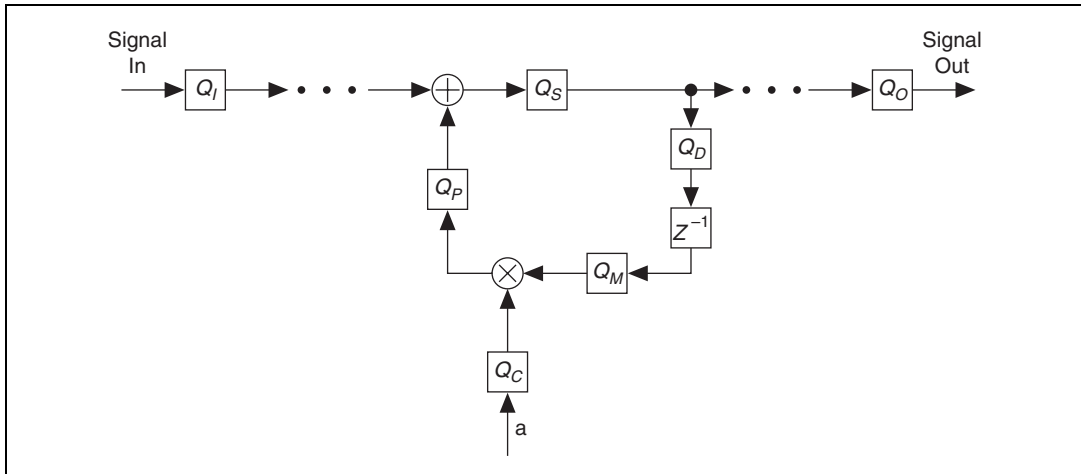 Signal
In
Signal
Out
Q_I
Q_S
Q_O
Q_D
Q_P
Z⁻¹
Q_M
Q_C
a